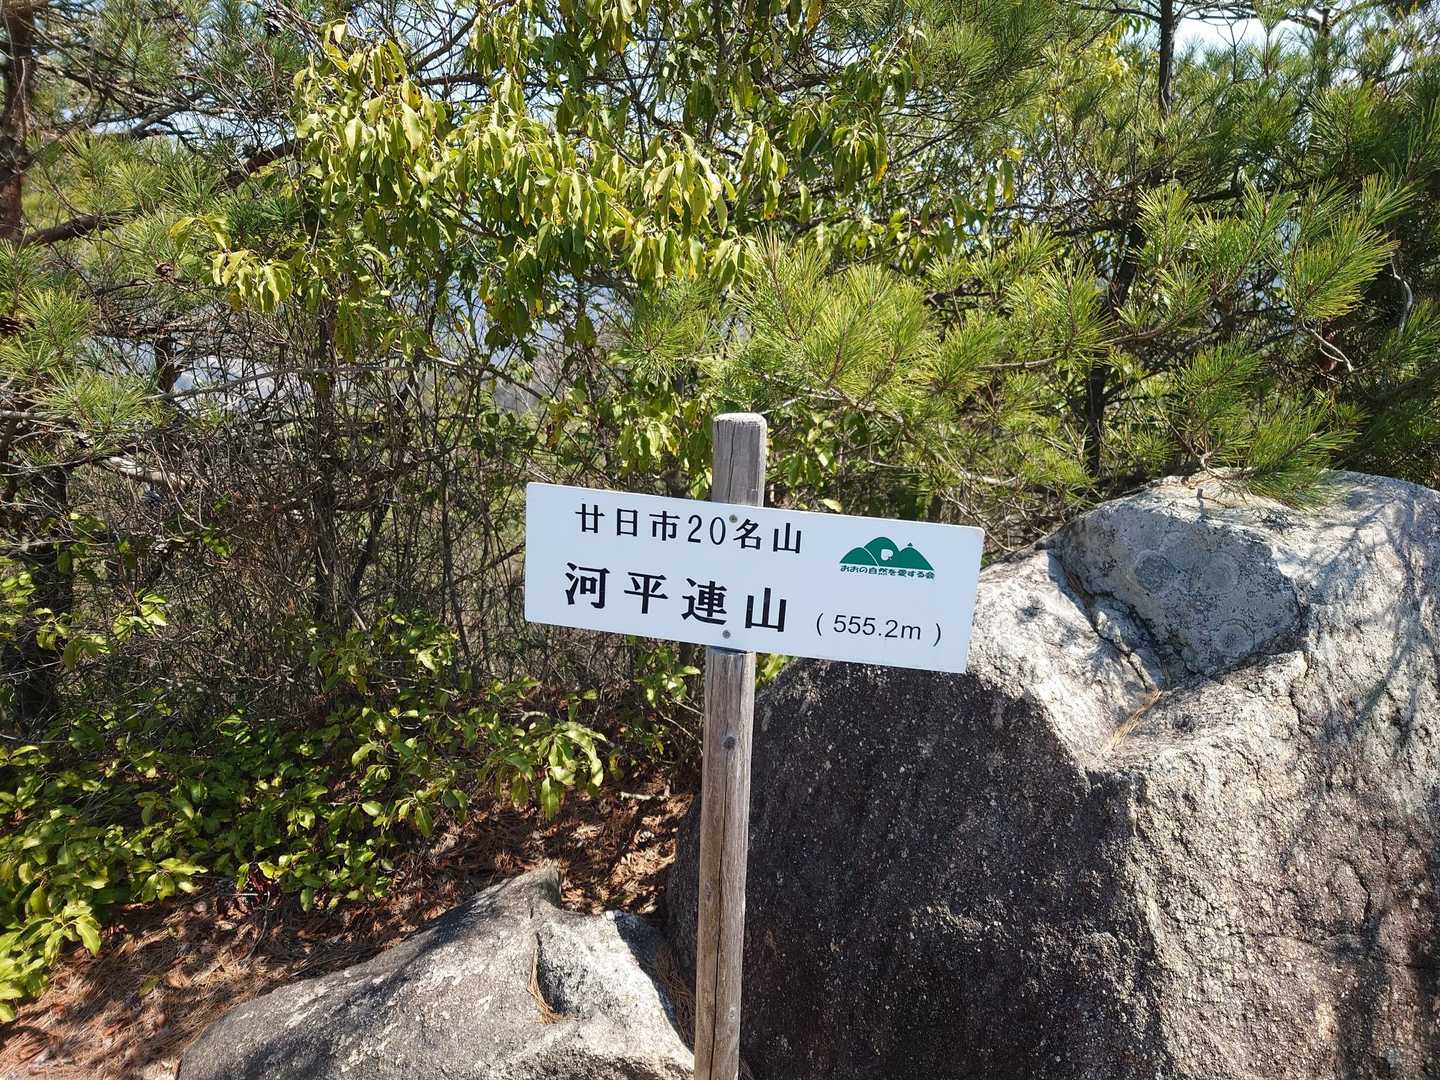 廿日市20名山
おおの自然を愛する会
河平連山 (555.2m)